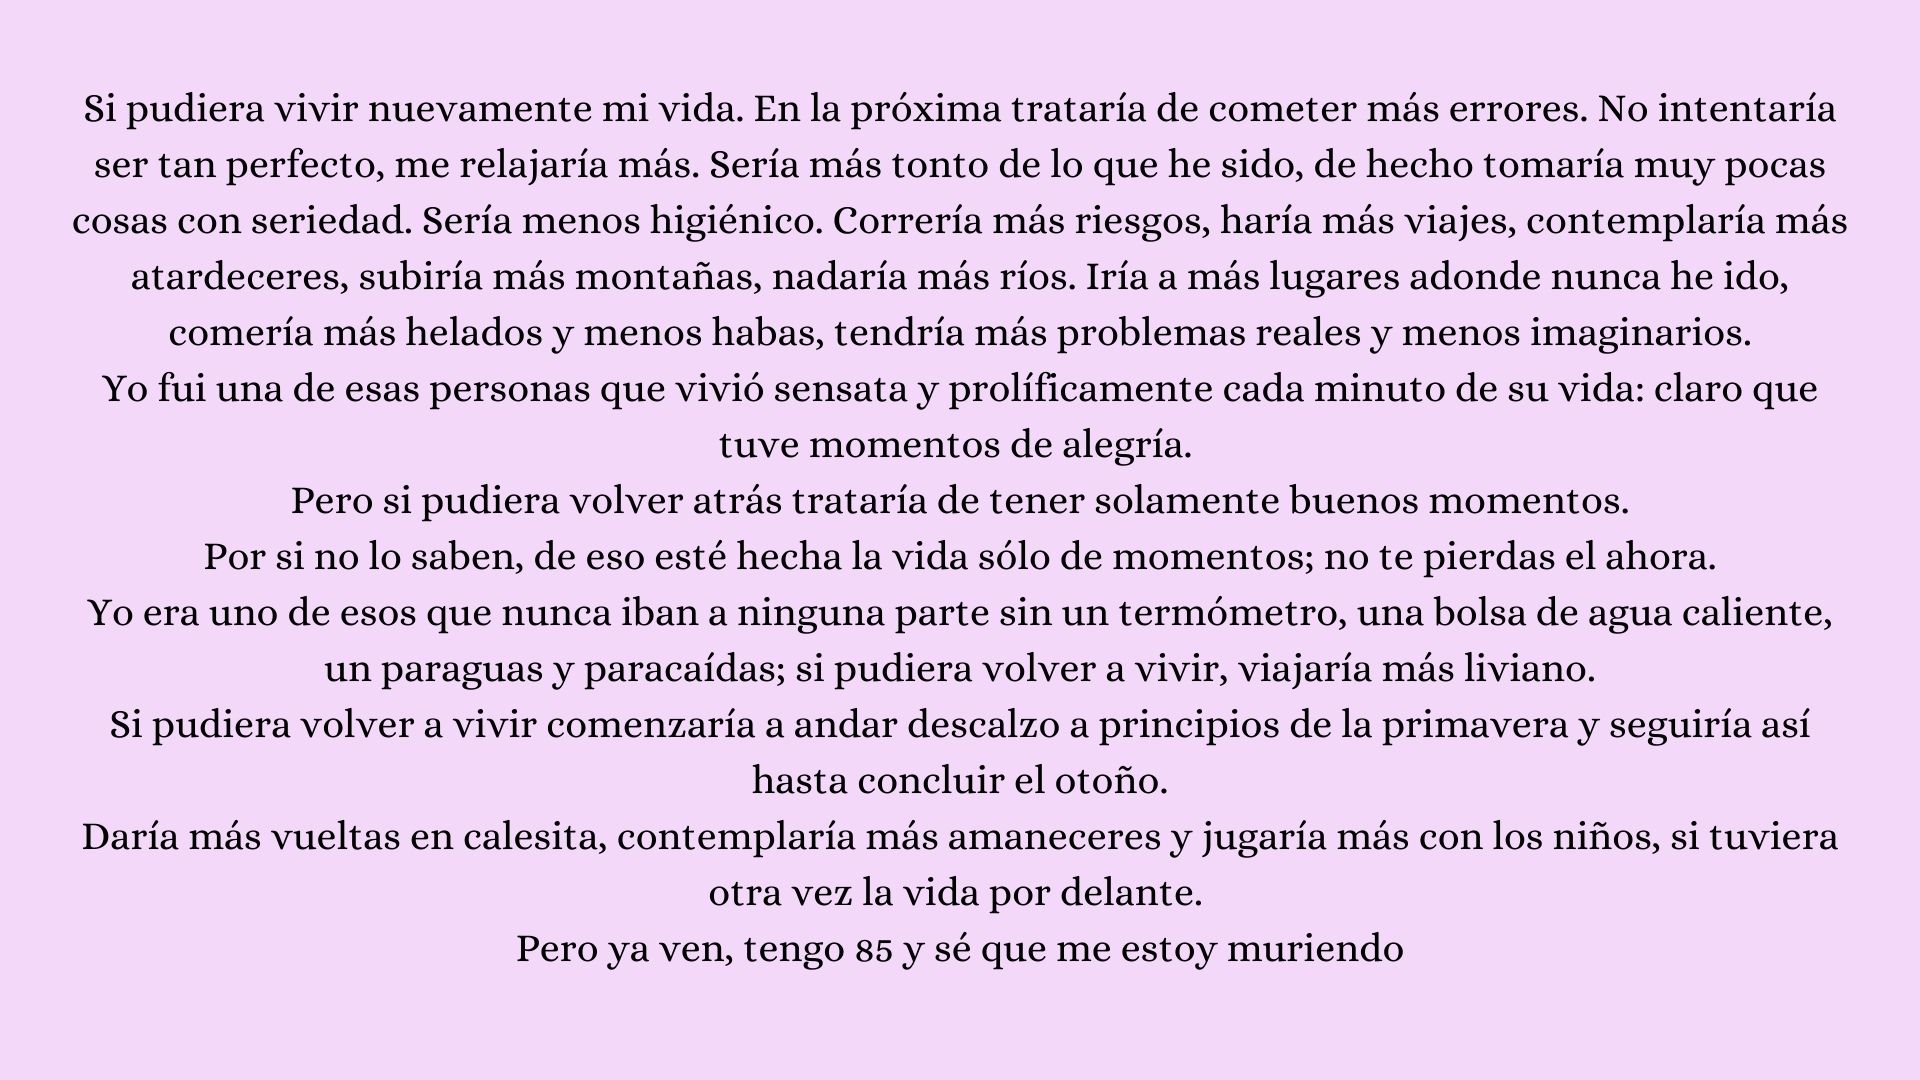 Si pudiera vivir nuevamente mi vida. En la próxima trataría de cometer más errores. No intentaría
ser tan perfecto, me relajaría más. Sería más tonto de lo que he sido, de hecho tomaría muy pocas
cosas con seriedad. Sería menos higiénico. Correría más riesgos, haría más viajes, contemplaría más
atardeceres, subiría más montañas, nadaría más ríos. Iría a más lugares adonde nunca he ido,
comería más helados y menos habas, tendría más problemas reales y menos imaginarios.
Yo fui una de esas personas que vivió sensata y prolíficamente cada minuto de su vida: claro que
tuve momentos de alegría.
Pero si pudiera volver atrás trataría de tener solamente buenos momentos.
Por si no lo saben, de eso esté hecha la vida sólo de momentos; no te pierdas el ahora.
Yo era uno de esos que nunca iban a ninguna parte sin un termómetro, una bolsa de agua caliente,
un paraguas y paracaídas; si pudiera volver a vivir, viajaría más liviano.
Si pudiera volver a vivir comenzaría a andar descalzo a principios de la primavera y seguiría así
hasta concluir el otoño.
Daría más vueltas en calesita, contemplaría más amaneceres y jugaría más con los niños, si tuviera
otra vez la vida por delante.
Pero ya ven, tengo 85 y sé que me estoy muriendo